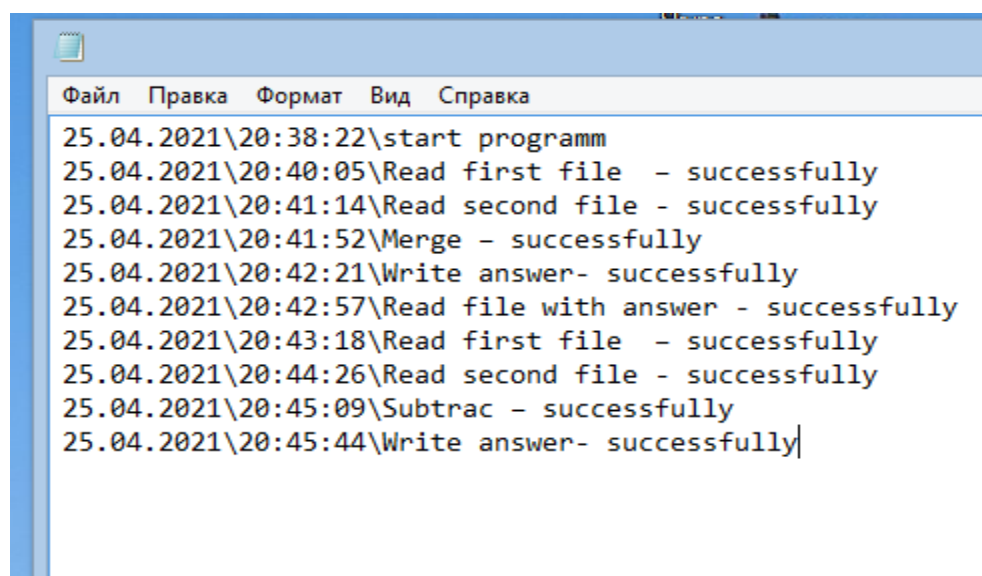 Файл Правка Формат Вид Справка
25.04.2021\20:38:22\start programm
25.04.2021\20:40:05\Read first file  – successfully
25.04.2021\20:41:14\Read second file - successfully
25.04.2021\20:41:52\Merge – successfully
25.04.2021\20:42:21\Write answer- successfully
25.04.2021\20:42:57\Read file with answer - successfully
25.04.2021\20:43:18\Read first file  – successfully
25.04.2021\20:44:26\Read second file - successfully
25.04.2021\20:45:09\Subtrac – successfully
25.04.2021\20:45:44\Write answer- successfully